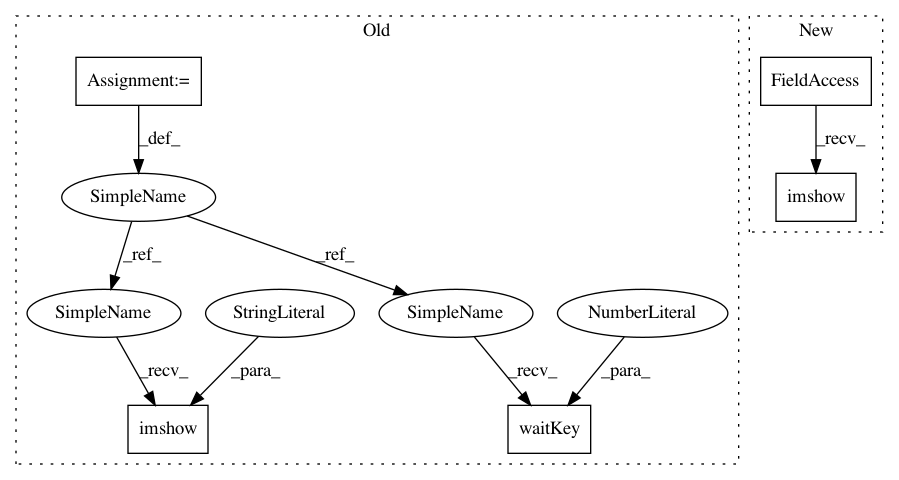 Old
New
Assignment:=
FieldAccess
_def_
_recv_
SimpleName
imshow
_ref_
_ref_
SimpleName
StringLiteral
SimpleName
NumberLiteral
_recv_
_para_
_recv_
_para_
imshow
waitKey